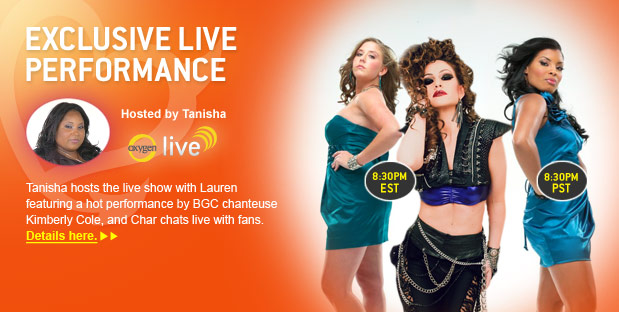 EXCLUSIVE LIVE
PERFORMANCE
Hosted by Tanisha
oxygen live
Tanisha hosts the live show with Lauren
featuring a hot performance by BGC chanteuse
Kimberly Cole, and Char chats live with fans.
Details here.
8:30PM
EST
8:30PM
PST